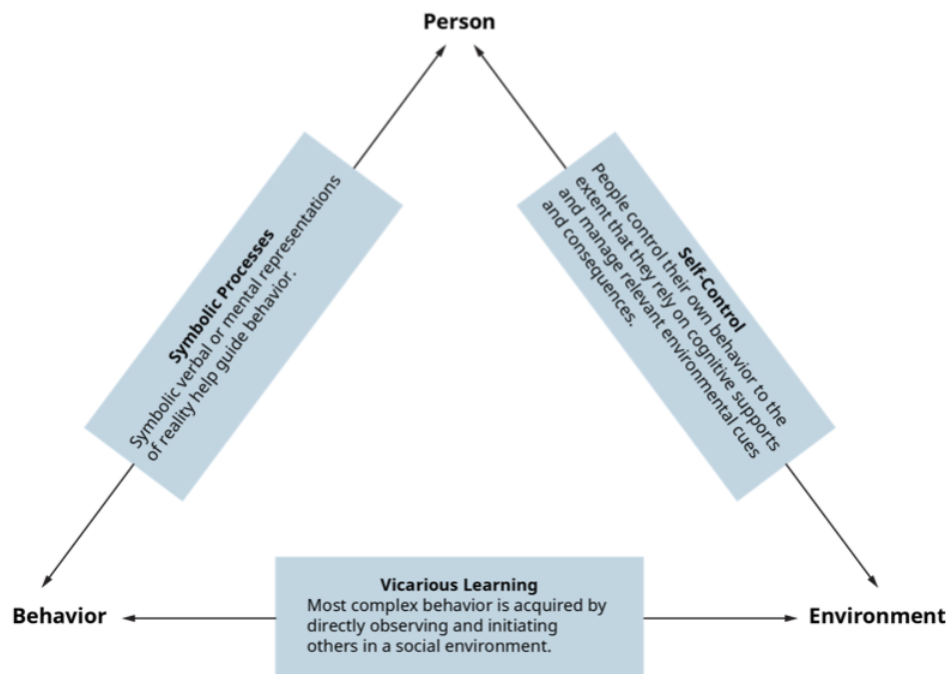 Person
Symbolic Processes
Symbolic verbal or mental representations
of reality help guide behavior.
Self-Control
People control their own behavior to the
extent that they rely on cognitive supports
and manage relevant environmental cues
and consequences.
Behavior
Vicarious Learning
Most complex behavior is acquired by
directly observing and initiating
others in a social environment.
Environment